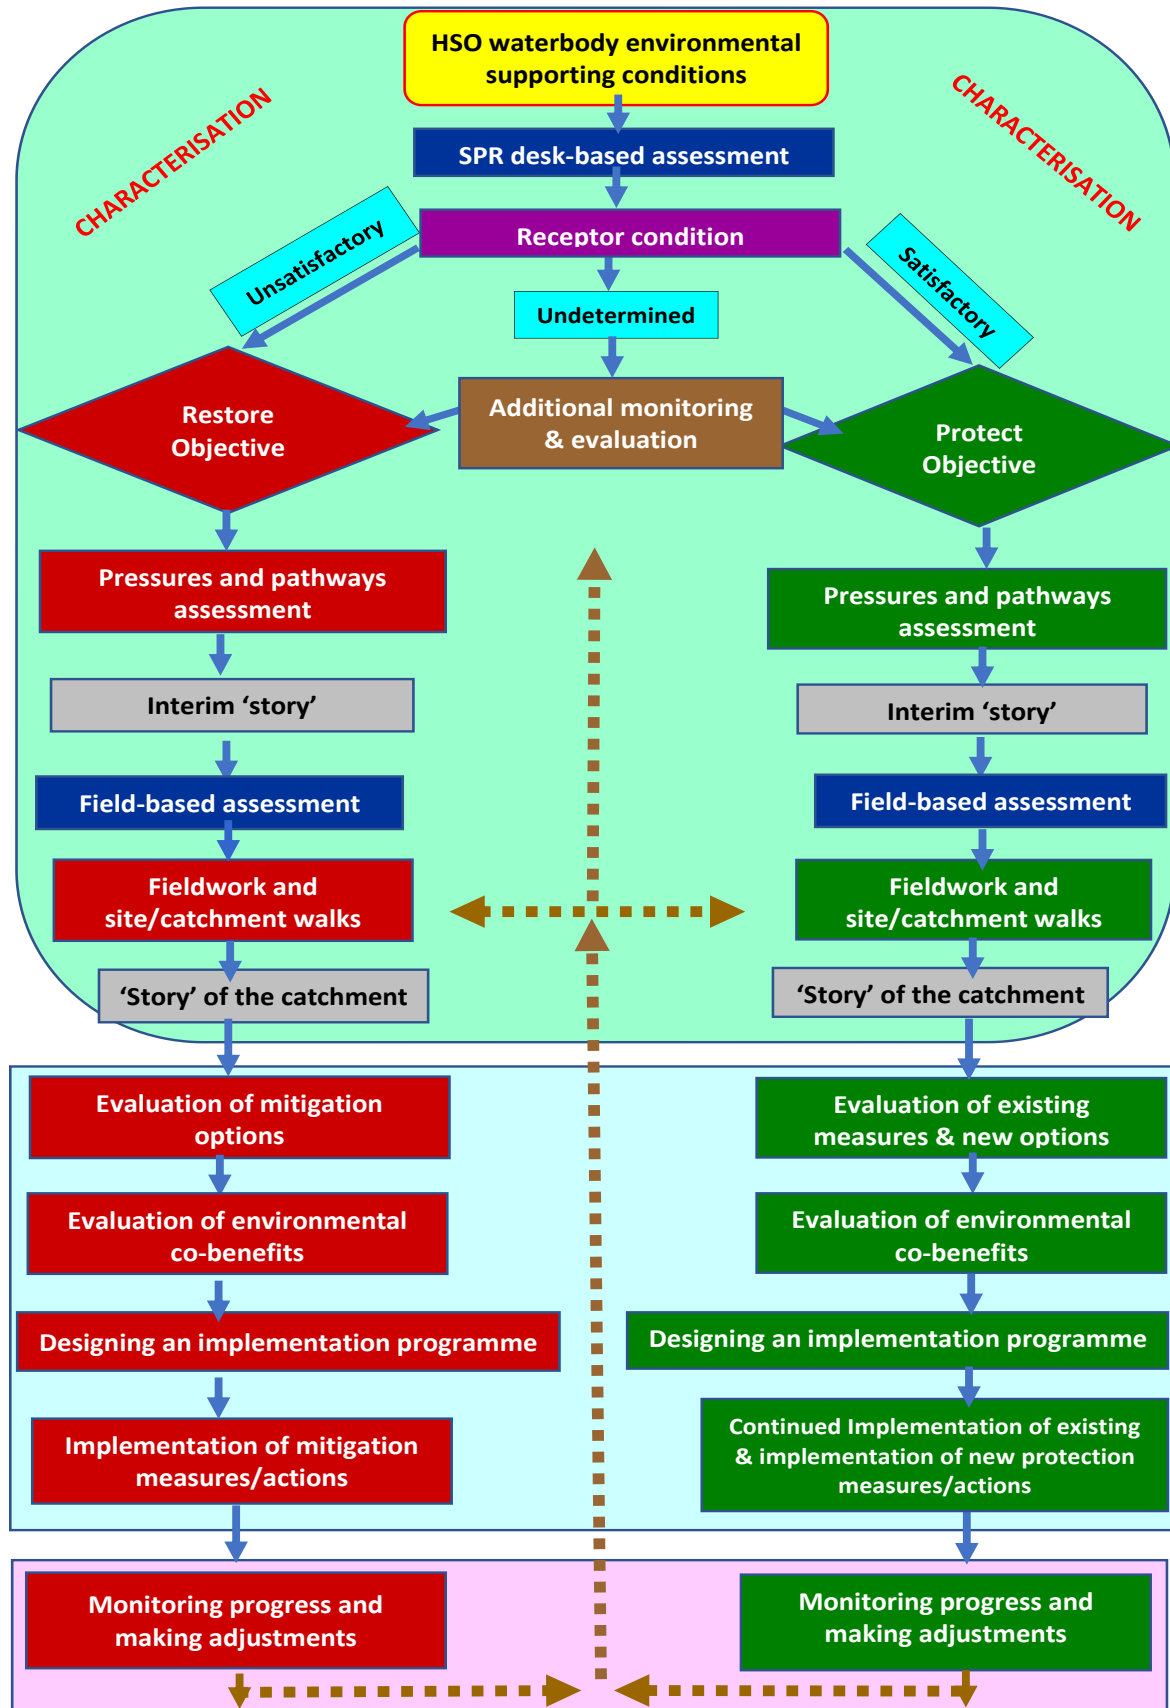 HSO waterbody environmental
supporting conditions
CHARACTERISATION
CHARACTERISATION
SPR desk-based assessment
Receptor condition
Unsatisfactory
Undetermined
Satisfactory
Restore
Objective
Additional monitoring
& evaluation
Protect
Objective
Pressures and pathways
assessment
Pressures and pathways
assessment
Interim ‘story’
Interim ‘story’
Field-based assessment
Field-based assessment
Fieldwork and
site/catchment walks
Fieldwork and
site/catchment walks
‘Story’ of the catchment
‘Story’ of the catchment
Evaluation of mitigation
options
Evaluation of existing
measures & new options
Evaluation of environmental
co-benefits
Evaluation of environmental
co-benefits
Designing an implementation programme
Designing an implementation programme
Implementation of mitigation
measures/actions
Continued Implementation of existing
& implementation of new protection
measures/actions
Monitoring progress and
making adjustments
Monitoring progress and
making adjustments